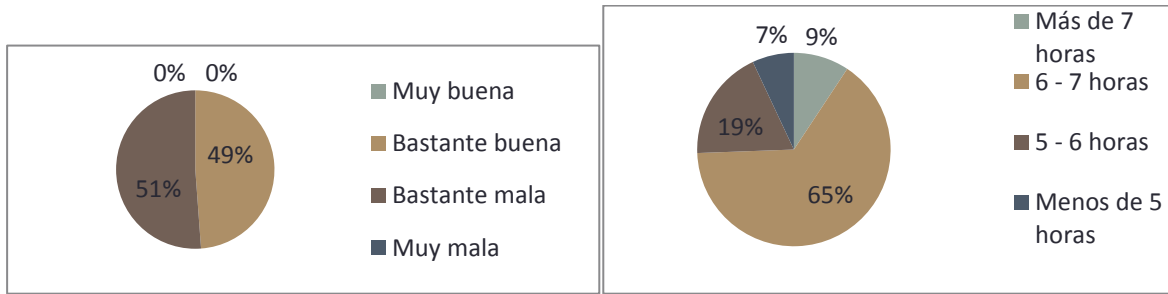 0% 0%
49%
51%
Muy buena
Bastante buena
Bastante mala
Muy mala
7% 9%
19%
65%
Más de 7
horas
6 - 7 horas
5 - 6 horas
Menos de 5
horas